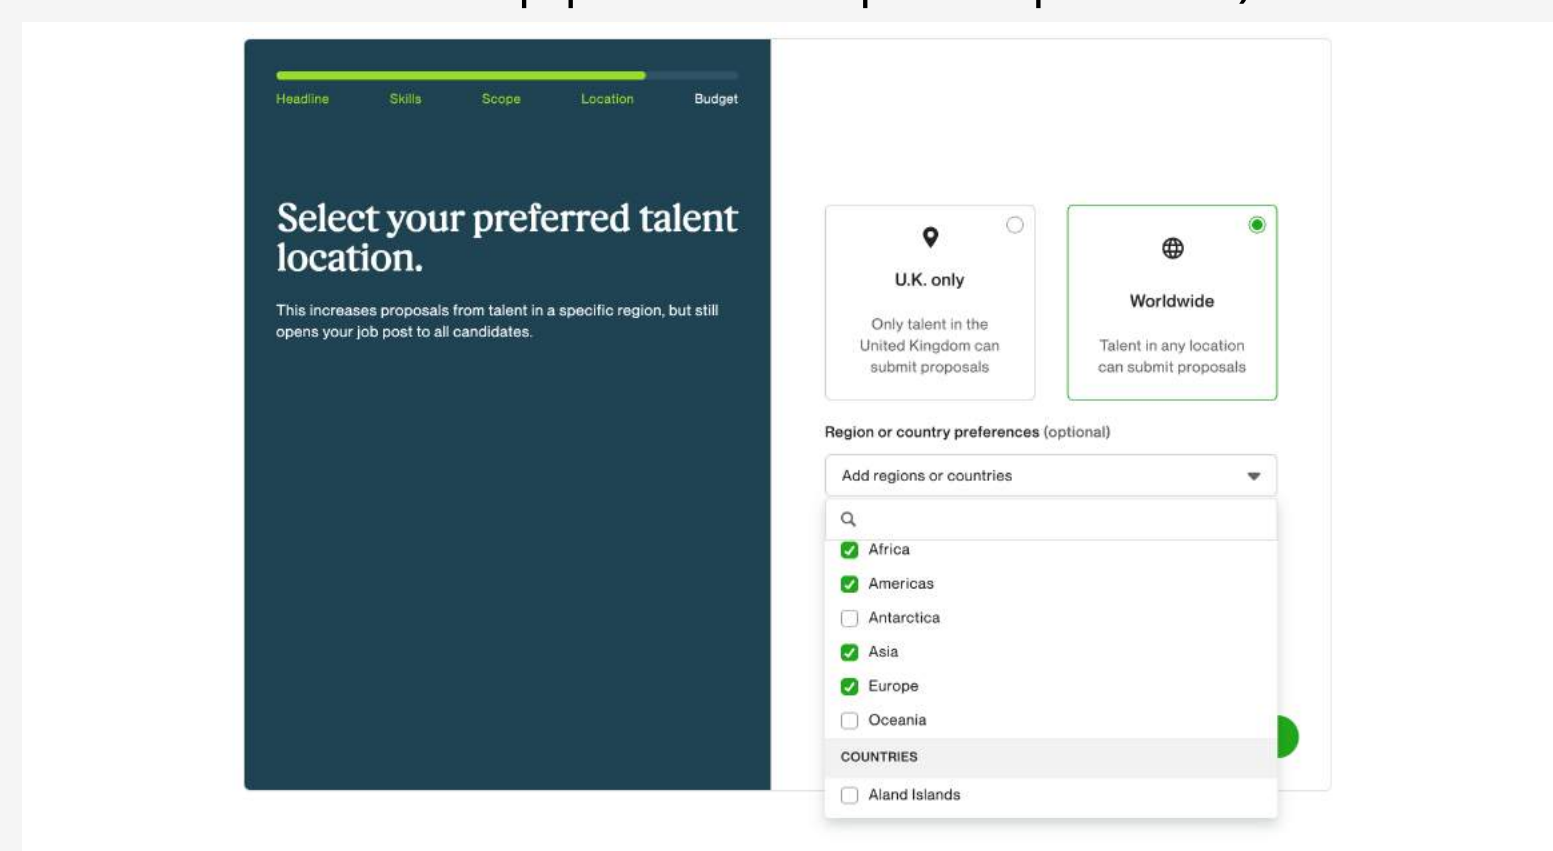 Headline Skills Scope Location Budget
Select your preferred talent
location.
This increases proposals from talent in a specific region, but still
opens your job post to all candidates.
U.K. only
Only talent in the
United Kingdom can
submit proposals
Worldwide
Talent in any location
can submit proposals
Region or country preferences (optional)
Add regions or countries
Africa
Americas
Antarctica
Asia
Europe
Oceania
COUNTRIES
Aland Islands